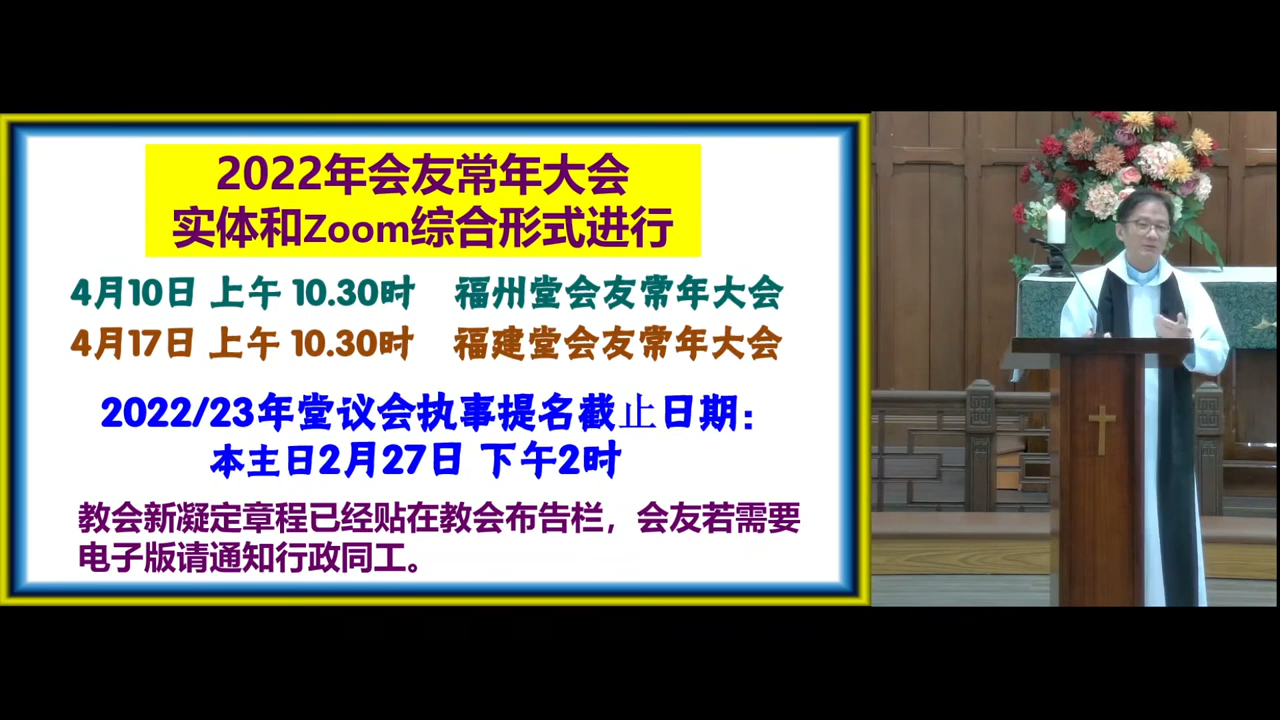 2022年会友常年大会
实体和Zoom综合形式进行
4月10日 上午 10.30时 福州堂会友常年大会
4月17日 上午 10.30时 福建堂会友常年大会
2022/23年堂议会执事提名截止日期：
本主日2月27日 下午2时
教会新凝定章程已经贴在教会布告栏，会友若需要
电子版请通知行政同工。